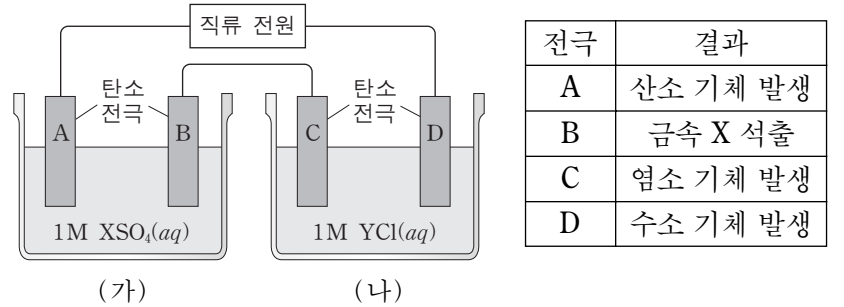 직류 전원
탄소
전극
탄소
전극
A
B
C
D
1M XSO₄(aq)
1M YCl(aq)
(가)
(나)
전극 결과
A 산소 기체 발생
B 금속 X 석출
C 염소 기체 발생
D 수소 기체 발생